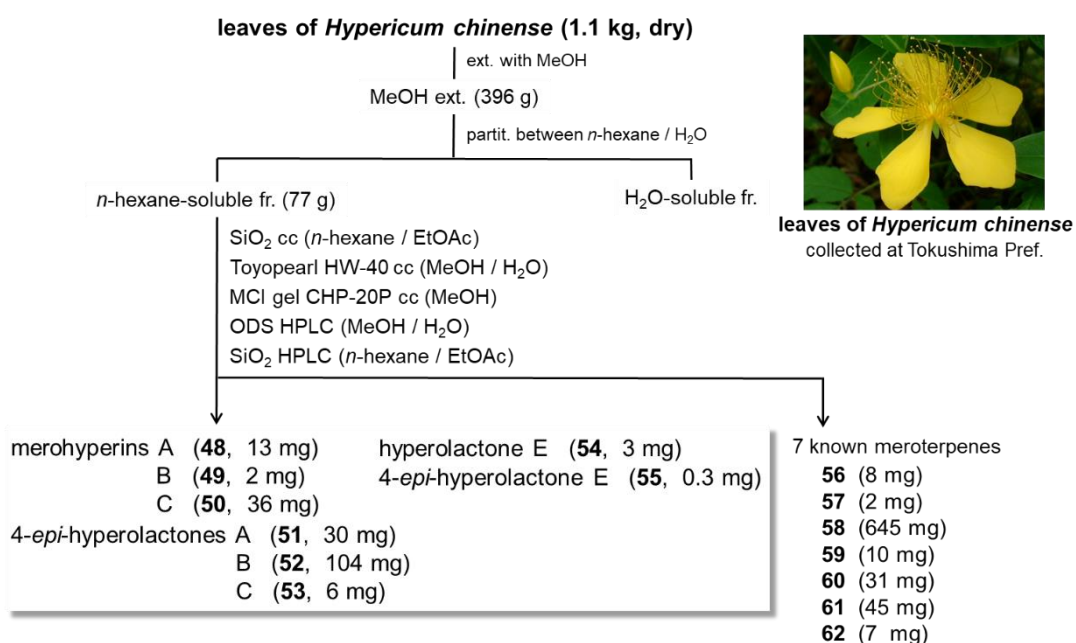 leaves of Hypericum chinense (1.1 kg, dry)
ext. with MeOH
MeOH ext. (396 g)
partit. between n-hexane / H₂O
n-hexane-soluble fr. (77 g)
H₂O-soluble fr.
leaves of Hypericum chinense
collected at Tokushima Pref.
SiO₂ cc (n-hexane / EtOAc)
Toyopearl HW-40 cc (MeOH / H₂O)
MCI gel CHP-20P cc (MeOH)
ODS HPLC (MeOH / H₂O)
SiO₂ HPLC (n-hexane / EtOAc)
merohyperins A (48, 13 mg)
B (49, 2 mg)
C (50, 36 mg)
4-epi-hyperolactones A (51, 30 mg)
B (52, 104 mg)
C (53, 6 mg)
hyperolactone E (54, 3 mg)
4-epi-hyperolactone E (55, 0.3 mg)
7 known meroterpenes
56 (8 mg)
57 (2 mg)
58 (645 mg)
59 (10 mg)
60 (31 mg)
61 (45 mg)
62 (7 mg)